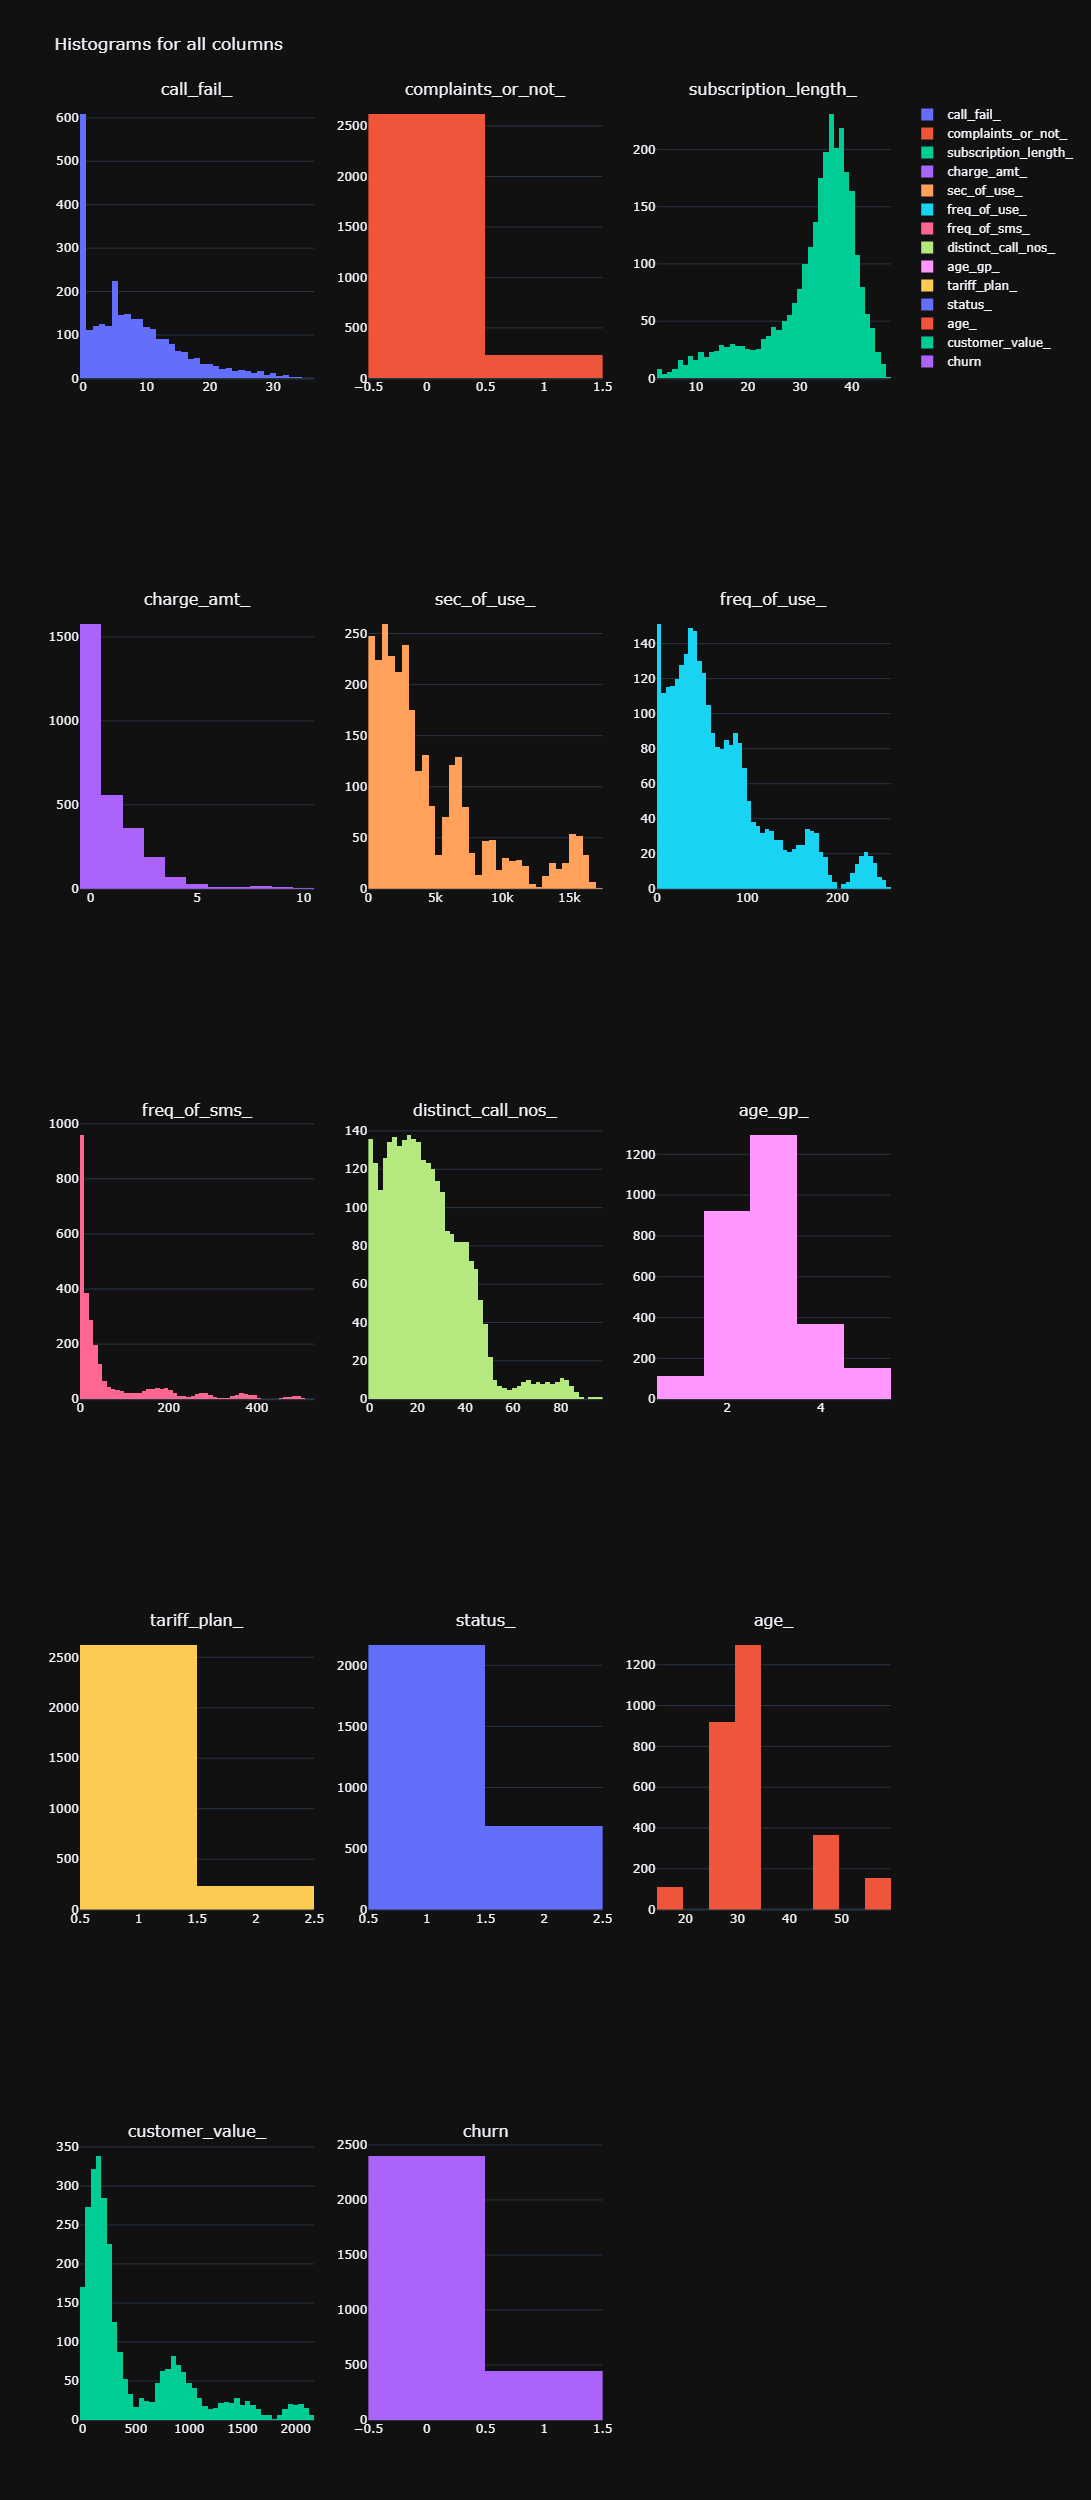 Histograms for all columns
call_fail_
complaints_or_not_
subscription_length_
600
500
400
300
200
100
0
0 10 20 30
2500
2000
1500
1000
500
0
−0.5 0 0.5 1 1.5
200
150
100
50
0
10 20 30 40
call_fail_
complaints_or_not_
subscription_length_
charge_amt_
sec_of_use_
freq_of_use_
freq_of_sms_
distinct_call_nos_
age_gp_
tariff_plan_
status_
age_
customer_value_
churn
charge_amt_
sec_of_use_
freq_of_use_
1500
1000
500
0
0 5 10
250
200
150
100
50
0
0 5k 10k 15k
140
120
100
80
60
40
20
0
0 100 200
freq_of_sms_
distinct_call_nos_
age_gp_
1000
800
600
400
200
0
0 200 400
140
120
100
80
60
40
20
0
0 20 40 60 80
1200
1000
800
600
400
200
0
2 4
tariff_plan_
status_
age_
2500
2000
1500
1000
500
0
0.5 1 1.5 2 2.5
2000
1500
1000
500
0
0.5 1 1.5 2 2.5
1200
1000
800
600
400
200
0
20 30 40 50
customer_value_
churn
350
300
250
200
150
100
50
0
0 500 1000 1500 2000
2500
2000
1500
1000
500
0
−0.5 0 0.5 1 1.5